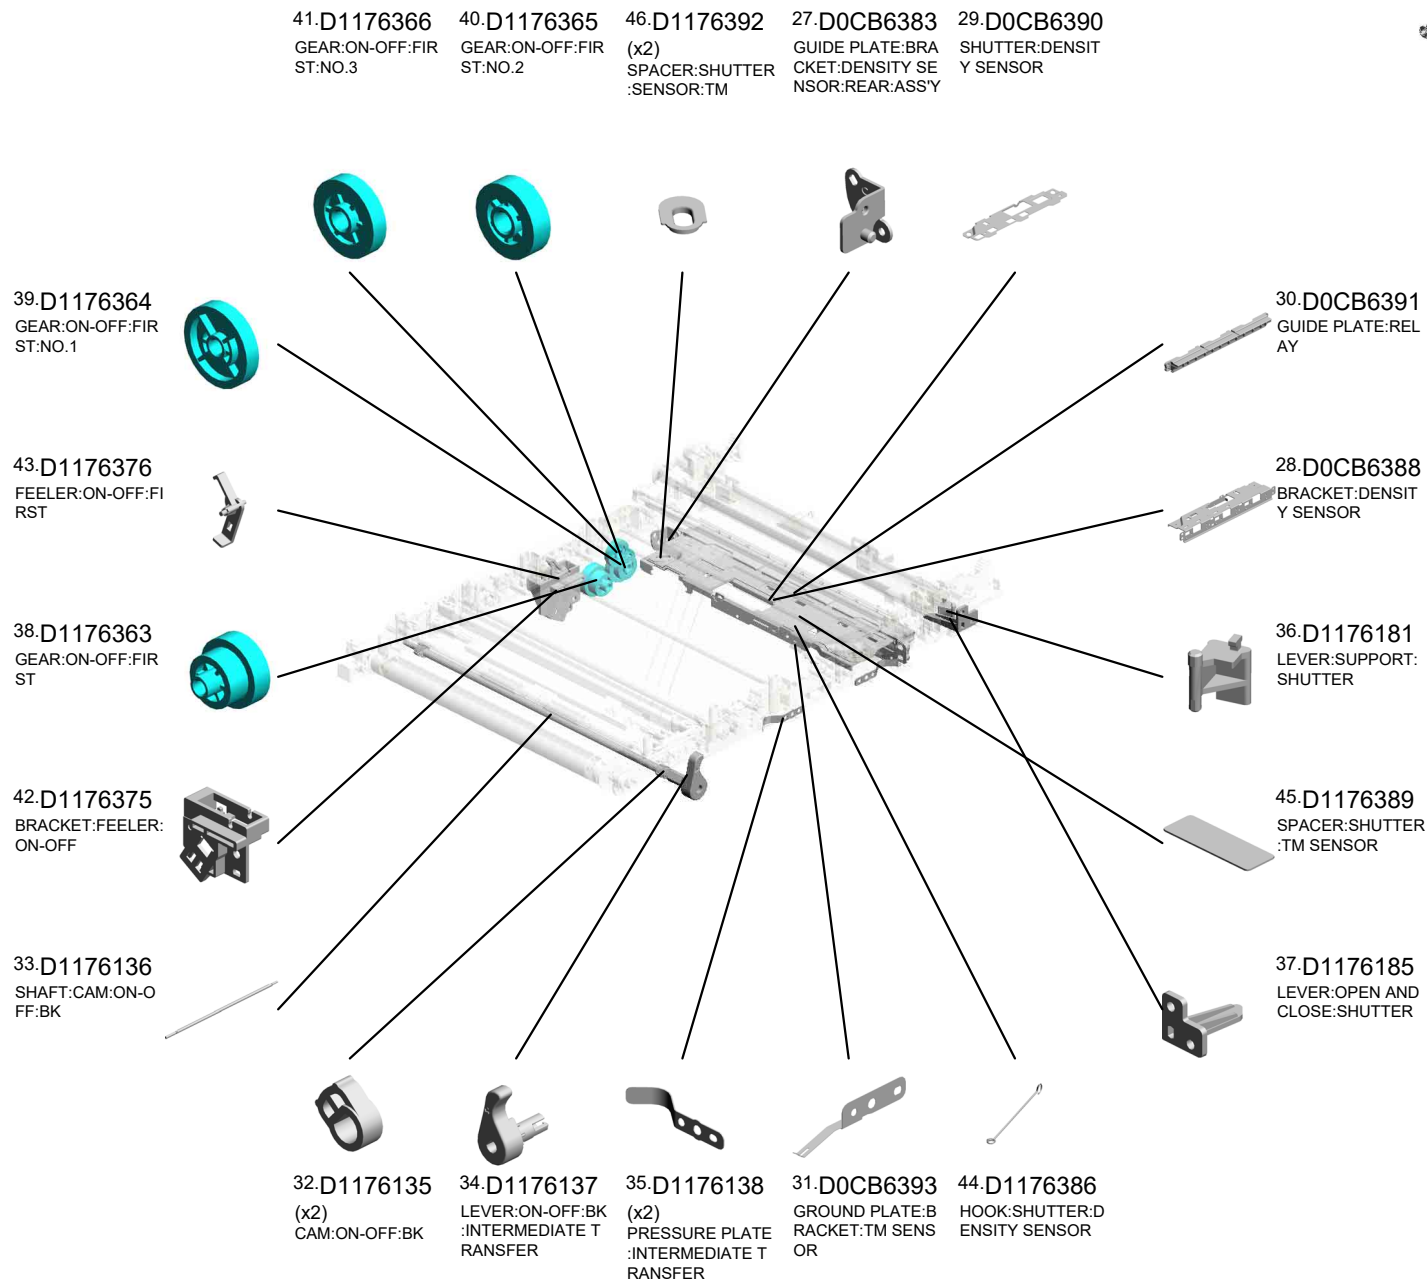 41.D1176366
GEAR:ON-OFF:FIR
ST:NO.3
40.D1176365
GEAR:ON-OFF:FIR
ST:NO.2
46.D1176392
(x2)
SPACER:SHUTTER
:SENSOR:TM
27.D0CB6383
GUIDE PLATE:BRA
CKET:DENSITY SE
NSOR:REAR:ASS'Y
29.D0CB6390
SHUTTER:DENSIT
Y SENSOR
39.D1176364
GEAR:ON-OFF:FIR
ST:NO.1
30.D0CB6391
GUIDE PLATE:REL
AY
43.D1176376
FEELER:ON-OFF:FI
RST
28.D0CB6388
BRACKET:DENSIT
Y SENSOR
38.D1176363
GEAR:ON-OFF:FIR
ST
36.D1176181
LEVER:SUPPORT:
SHUTTER
42.D1176375
BRACKET:FEELER:
ON-OFF
45.D1176389
SPACER:SHUTTER
:TM SENSOR
33.D1176136
SHAFT:CAM:ON-O
FF:BK
37.D1176185
LEVER:OPEN AND
CLOSE:SHUTTER
32.D1176135
(x2)
CAM:ON-OFF:BK
34.D1176137
LEVER:ON-OFF:BK
:INTERMEDIATE T
RANSFER
35.D1176138
(x2)
PRESSURE PLATE
:INTERMEDIATE T
RANSFER
31.D0CB6393
GROUND PLATE:B
RACKET:TM SENS
OR
44.D1176386
HOOK:SHUTTER:D
ENSITY SENSOR